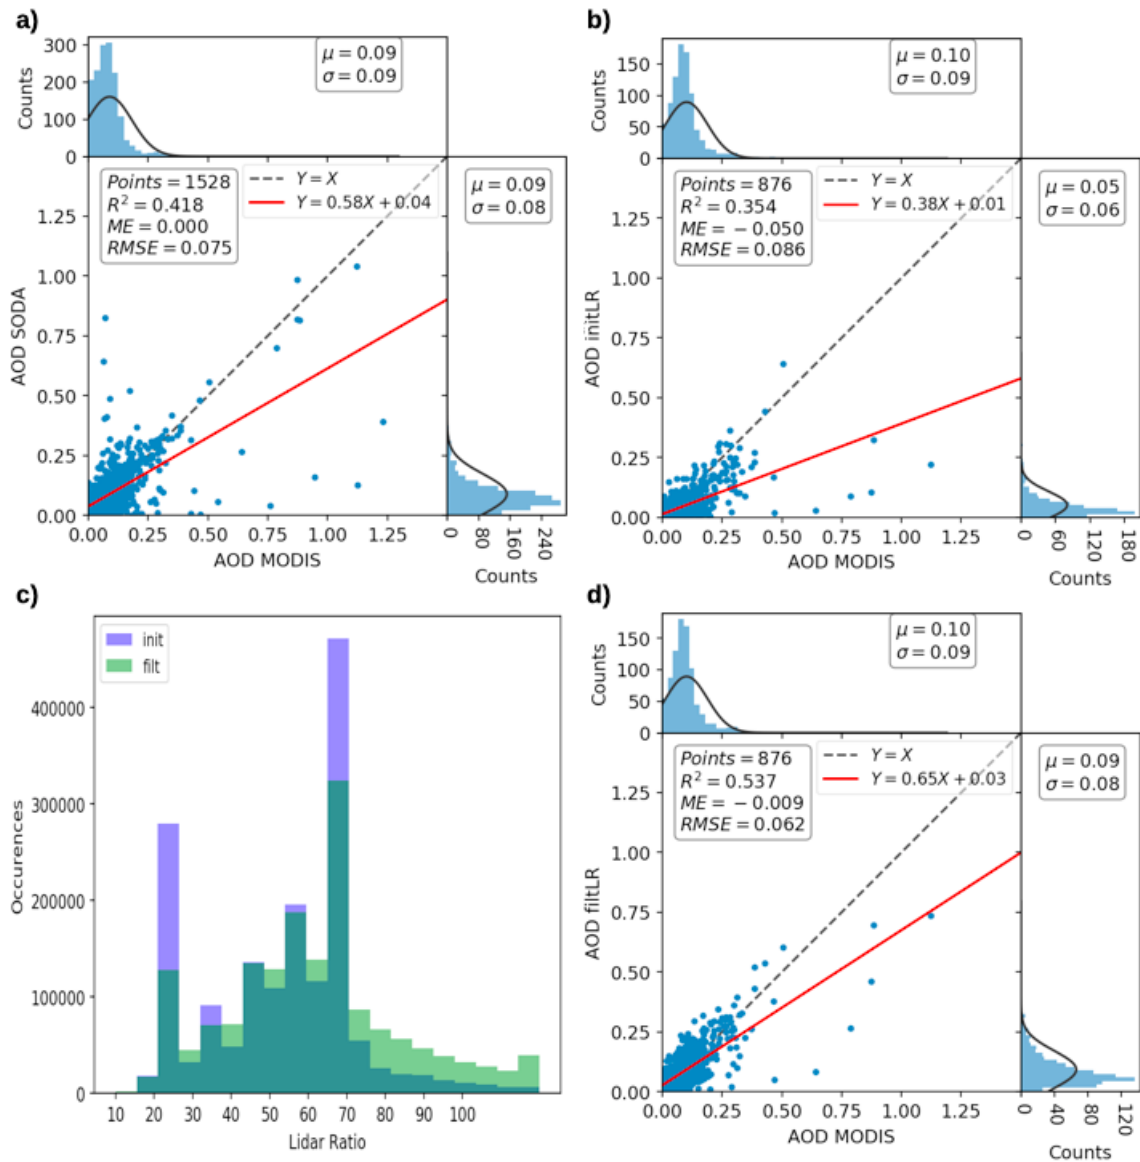 a)
300
200
100
0
Counts
μ = 0.09
σ = 0.09
Points = 1528
R² = 0.418
ME = 0.000
RMSE = 0.075
Y = X
Y = 0.58X + 0.04
μ = 0.09
σ = 0.08
1.25
1.00
0.75
0.50
0.25
0.00
AOD SODA
0.00 0.25 0.50 0.75 1.00 1.25
AOD MODIS
0 80 160 240
Counts
b)
150
100
50
0
Counts
μ = 0.10
σ = 0.09
Points = 876
R² = 0.354
ME = − 0.050
RMSE = 0.086
Y = X
Y = 0.38X + 0.01
μ = 0.05
σ = 0.06
1.25
1.00
0.75
0.50
0.25
0.00
AOD initLR
0.00 0.25 0.50 0.75 1.00 1.25
AOD MODIS
0 60 120 180
Counts
c)
init
filt
400000
300000
200000
100000
0
Occurences
10 20 30 40 50 60 70 80 90 100
Lidar Ratio
d)
150
100
50
0
Counts
μ = 0.10
σ = 0.09
Points = 876
R² = 0.537
ME = − 0.009
RMSE = 0.062
Y = X
Y = 0.65X + 0.03
μ = 0.09
σ = 0.08
1.25
1.00
0.75
0.50
0.25
0.00
AOD filtLR
0.00 0.25 0.50 0.75 1.00 1.25
AOD MODIS
0 40 80 120
Counts